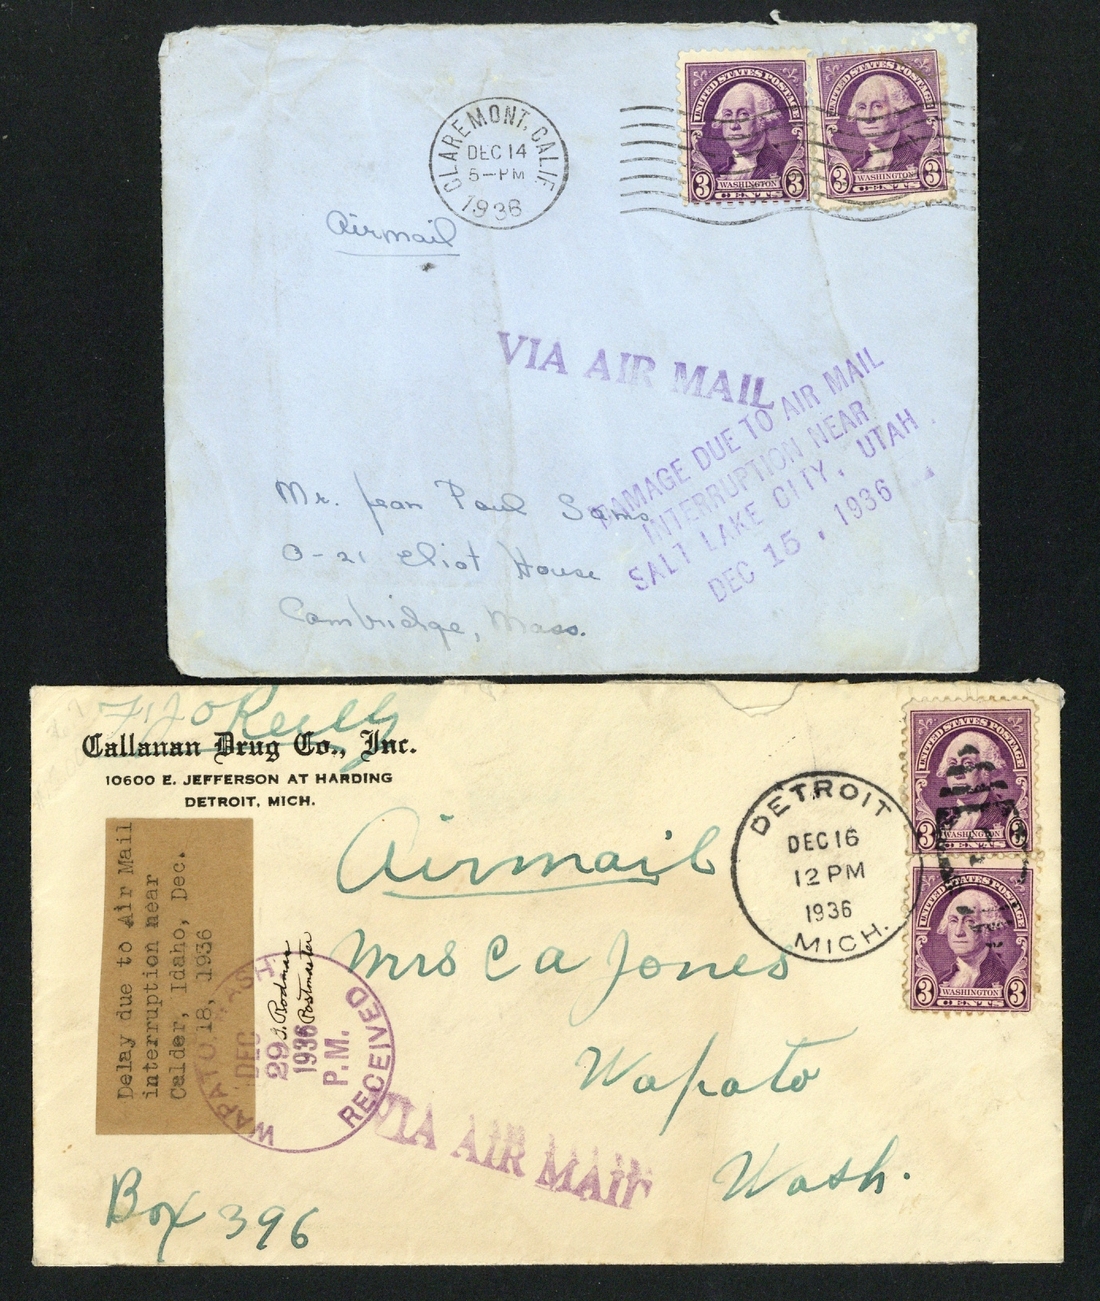 UNITED STATES POSTAGE
3 WASHINGTON 3
CENTS
UNITED STATES POSTAGE
3 WASHINGTON 3
CENTS
CLAREMONT, CALIF.
DEC 14
5-PM
1936
Airmail
VIA AIR MAIL
DAMAGE DUE TO AIR MAIL
INTERRUPTION NEAR
SALT LAKE CITY, UTAH
DEC 15, 1936
Mr. Jean Paul Sams
O-21 Eliot House
Cambridge, Mass.
F J O'Reilly
Callanan Drug Co., Inc.
10600 E. JEFFERSON AT HARDING
DETROIT, MICH.
UNITED STATES POSTAGE
3 WASHINGTON 3
CENTS
UNITED STATES POSTAGE
3 WASHINGTON 3
CENTS
DETROIT
DEC 16
12 PM
1936
MICH.
Airmail
Delay due to Air Mail
interruption near
Calder, Idaho, Dec.
18, 1936
Rodman
Postmaster
WAPATO, WASH.
DEC
29
1936
P.M.
RECEIVED
Mrs C A Jones
Wapato
Wash.
VIA AIR MAIL
Box 396